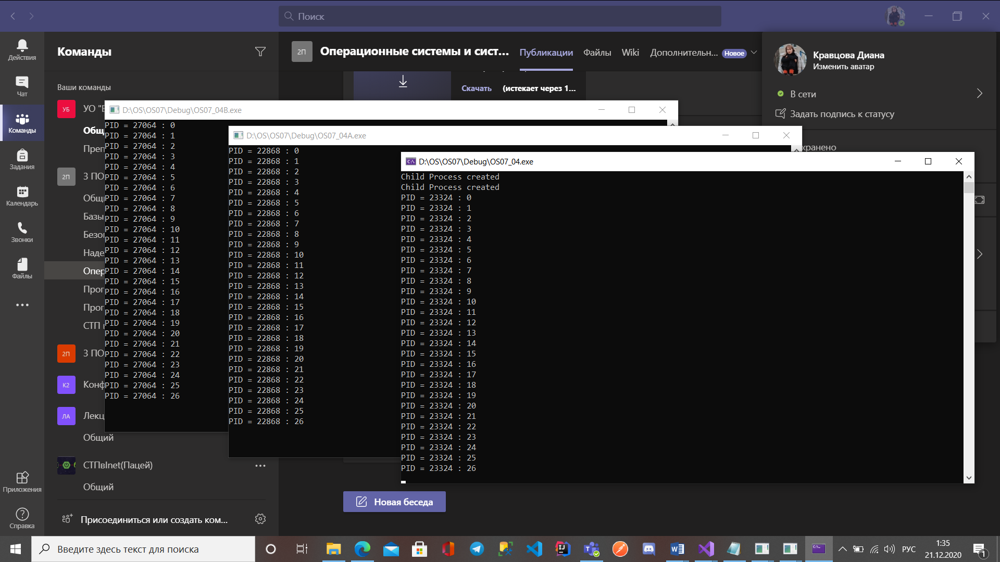 Поиск
Действия
Чат
Команды
Задания
Календарь
Звонки
Файлы
Приложения
Справка
Команды
Ваши команды
УБ
УО "
Общ
Преп
2П
3 ПО
Общ
Базы
Безо
Наде
Опер
Прог
Прог
СТП
2П
3 ПО
К2
Конф
ЛА
Лекц
Общий
СТПвInet(Пацей)
Общий
Присоединиться или создать ком...
2П
Операционные системы и сист...
Публикации
Файлы
Wiki
Дополнительн...
Новое
Скачать
(истекает через 1...
Новая беседа
Кравцова Диана
Изменить аватар
В сети
Задать подпись к статусу
хранено
D:\OS\OS07\Debug\OS07_04B.exe
PID = 27064 : 0
PID = 27064 : 1
PID = 27064 : 2
PID = 27064 : 3
PID = 27064 : 4
PID = 27064 : 5
PID = 27064 : 6
PID = 27064 : 7
PID = 27064 : 8
PID = 27064 : 9
PID = 27064 : 10
PID = 27064 : 11
PID = 27064 : 12
PID = 27064 : 13
PID = 27064 : 14
PID = 27064 : 15
PID = 27064 : 16
PID = 27064 : 17
PID = 27064 : 18
PID = 27064 : 19
PID = 27064 : 20
PID = 27064 : 21
PID = 27064 : 22
PID = 27064 : 23
PID = 27064 : 24
PID = 27064 : 25
PID = 27064 : 26
D:\OS\OS07\Debug\OS07_04A.exe
PID = 22868 : 0
PID = 22868 : 1
PID = 22868 : 2
PID = 22868 : 3
PID = 22868 : 4
PID = 22868 : 5
PID = 22868 : 6
PID = 22868 : 7
PID = 22868 : 8
PID = 22868 : 9
PID = 22868 : 10
PID = 22868 : 11
PID = 22868 : 12
PID = 22868 : 13
PID = 22868 : 14
PID = 22868 : 15
PID = 22868 : 16
PID = 22868 : 17
PID = 22868 : 18
PID = 22868 : 19
PID = 22868 : 20
PID = 22868 : 21
PID = 22868 : 22
PID = 22868 : 23
PID = 22868 : 24
PID = 22868 : 25
PID = 22868 : 26
D:\OS\OS07\Debug\OS07_04.exe
Child Process created
Child Process created
PID = 23324 : 0
PID = 23324 : 1
PID = 23324 : 2
PID = 23324 : 3
PID = 23324 : 4
PID = 23324 : 5
PID = 23324 : 6
PID = 23324 : 7
PID = 23324 : 8
PID = 23324 : 9
PID = 23324 : 10
PID = 23324 : 11
PID = 23324 : 12
PID = 23324 : 13
PID = 23324 : 14
PID = 23324 : 15
PID = 23324 : 16
PID = 23324 : 17
PID = 23324 : 18
PID = 23324 : 19
PID = 23324 : 20
PID = 23324 : 21
PID = 23324 : 22
PID = 23324 : 23
PID = 23324 : 24
PID = 23324 : 25
PID = 23324 : 26
Введите здесь текст для поиска
РУС
1:35
21.12.2020
1